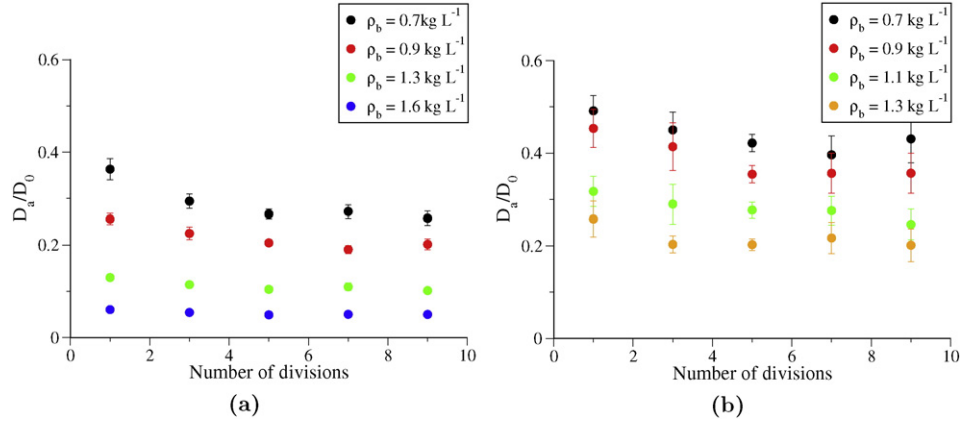 ρb = 0.7kg L-1
ρb = 0.9 kg L-1
ρb = 1.3 kg L-1
ρb = 1.6 kg L-1
0.6
0.4
0.2
0
Da/D0
0 2 4 6 8 10
Number of divisions
(a)
ρb = 0.7 kg L-1
ρb = 0.9 kg L-1
ρb = 1.1 kg L-1
ρb = 1.3 kg L-1
0.6
0.4
0.2
0
Da/D0
0 2 4 6 8 10
Number of divisions
(b)